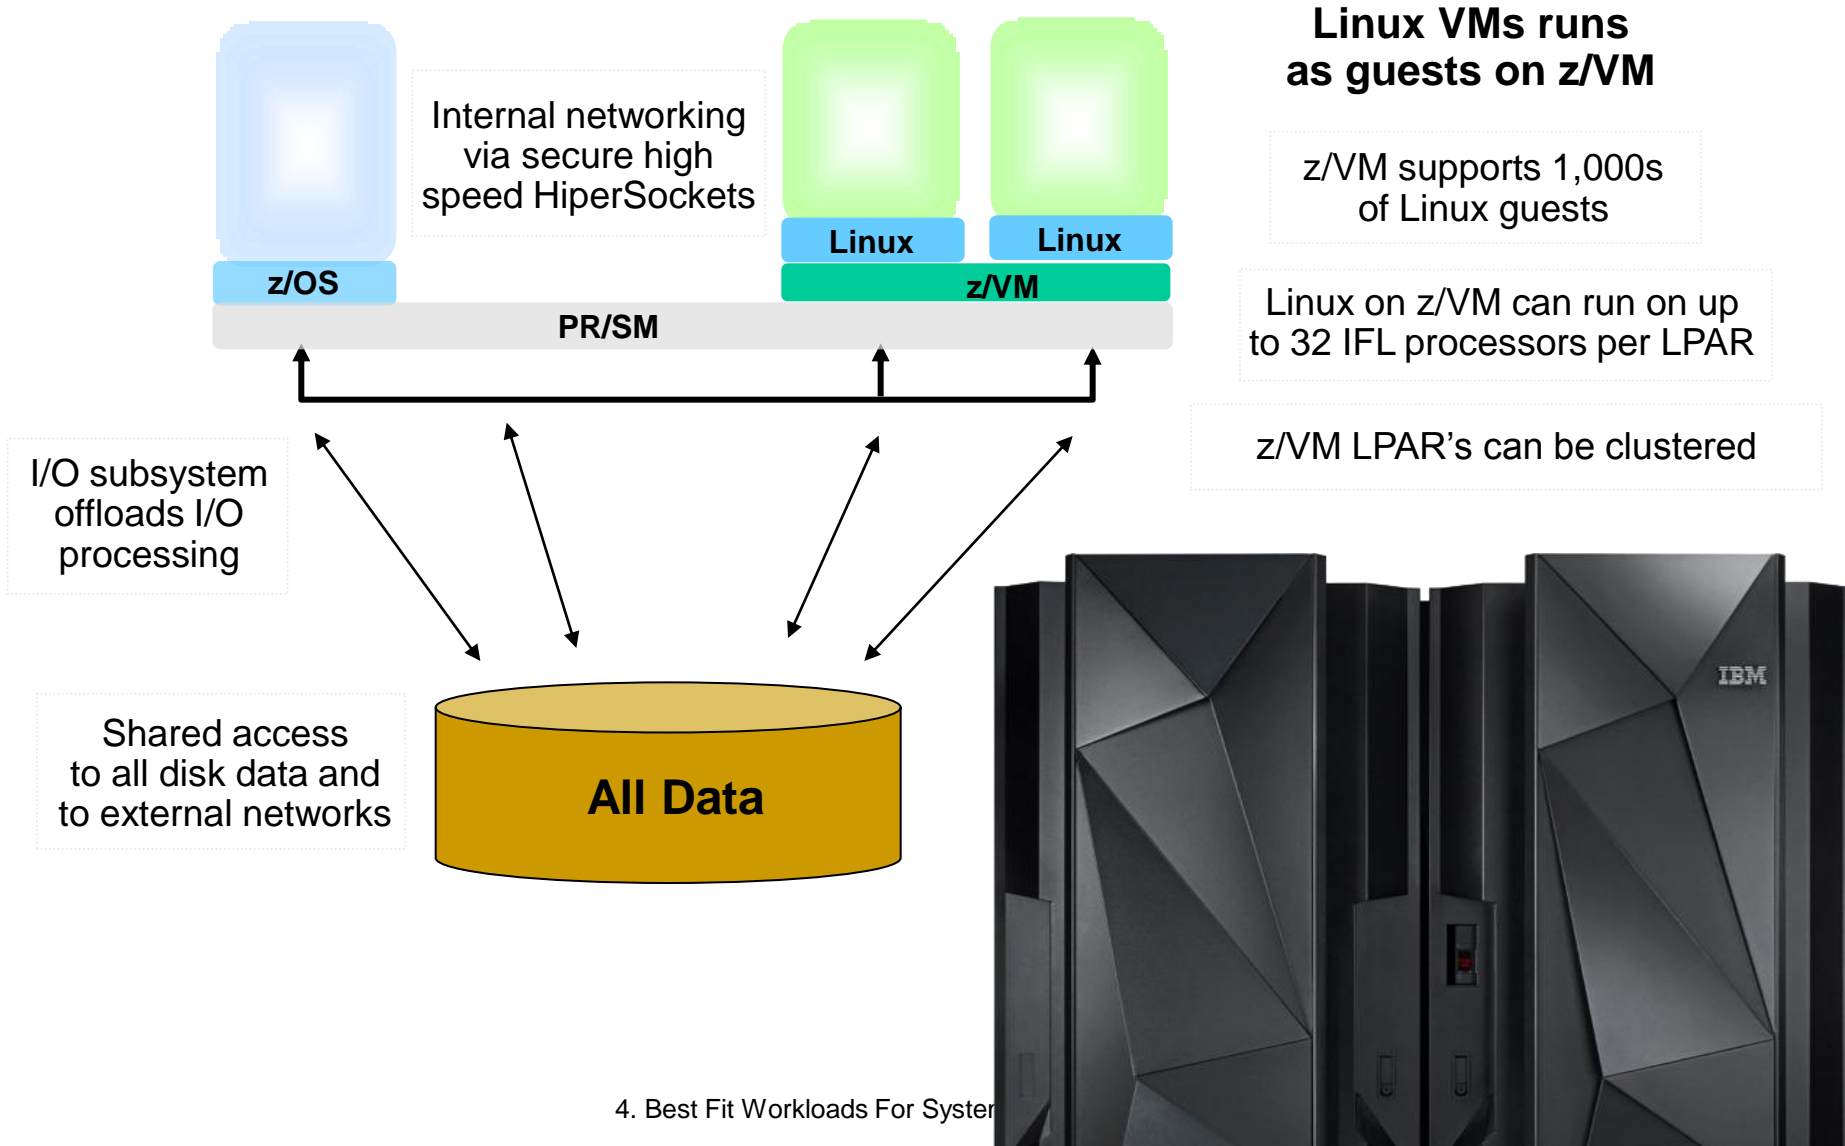 Linux VMs runs
as guests on z/VM
Internal networking
via secure high
speed HiperSockets
z/VM supports 1,000s
of Linux guests
Linux
Linux
z/OS
z/VM
PR/SM
Linux on z/VM can run on up
to 32 IFL processors per LPAR
z/VM LPAR’s can be clustered
I/O subsystem
offloads I/O
processing
IBM
Shared access
to all disk data and
to external networks
All Data
4. Best Fit Workloads For